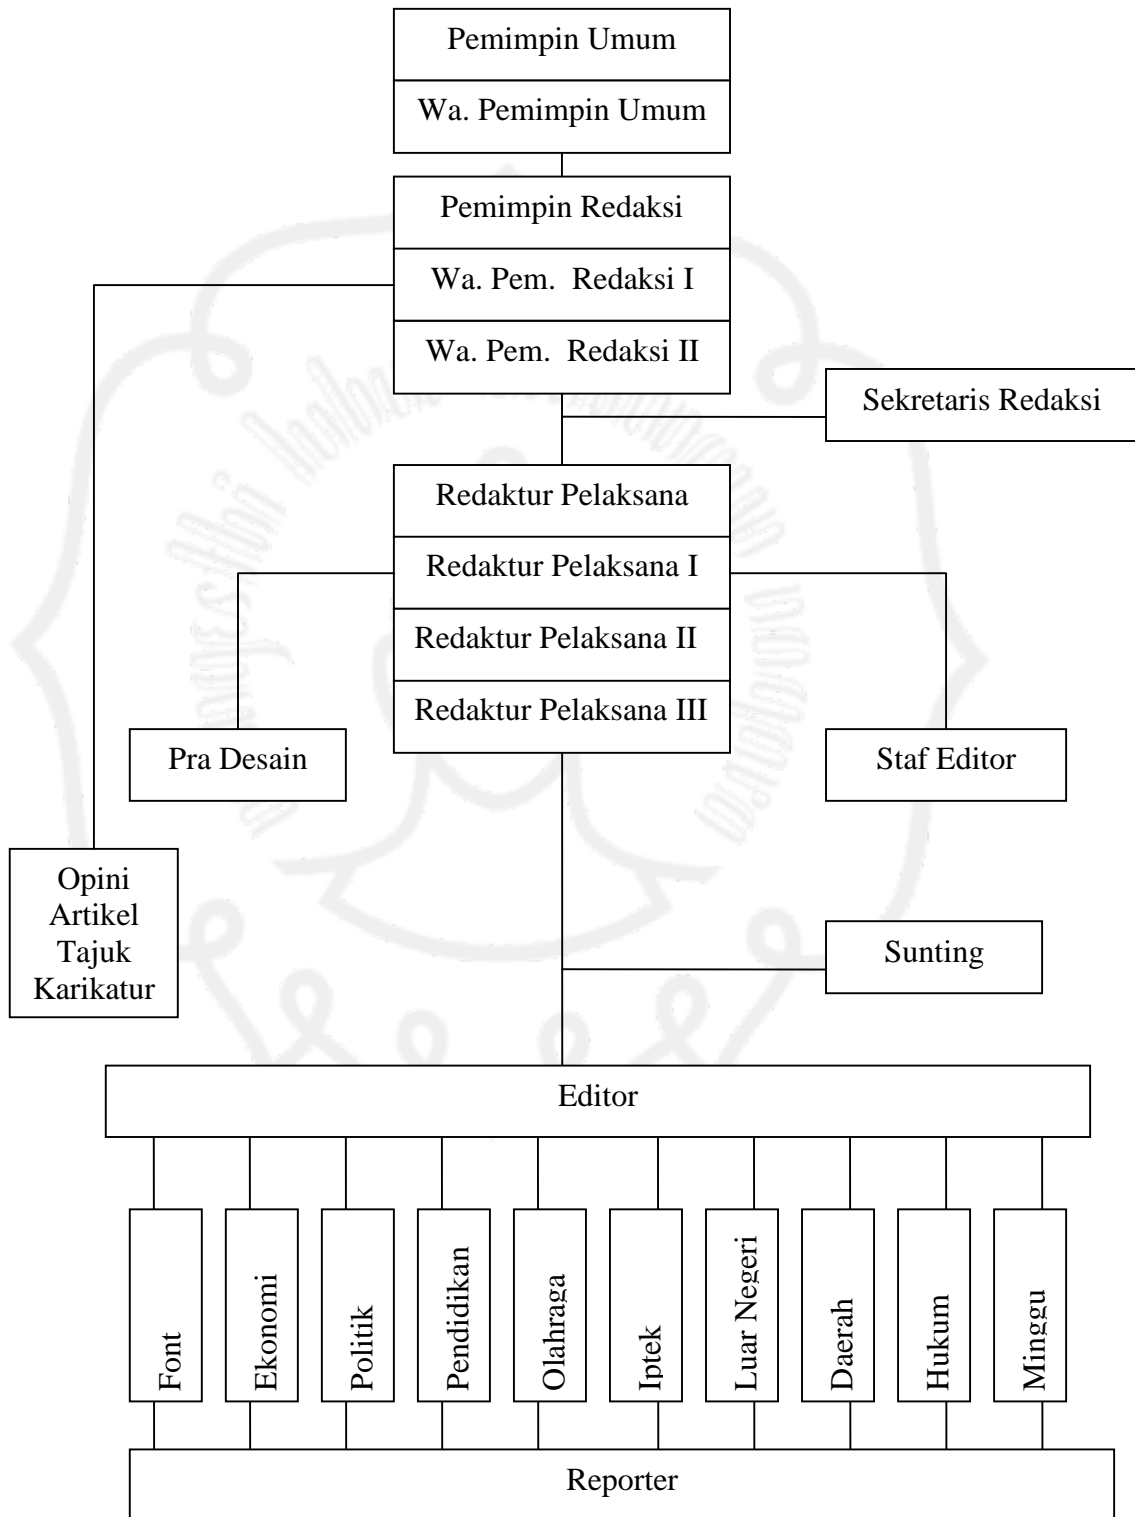 Pemimpin Umum
Wa. Pemimpin Umum
Pemimpin Redaksi
Wa. Pem.  Redaksi I
Wa. Pem.  Redaksi II
Sekretaris Redaksi
Redaktur Pelaksana
Redaktur Pelaksana I
Redaktur Pelaksana II
Redaktur Pelaksana III
Pra Desain
Staf Editor
Opini
Artikel
Tajuk
Karikatur
Sunting
Editor
Font
Ekonomi
Politik
Pendidikan
Olahraga
Iptek
Luar Negeri
Daerah
Hukum
Minggu
Reporter